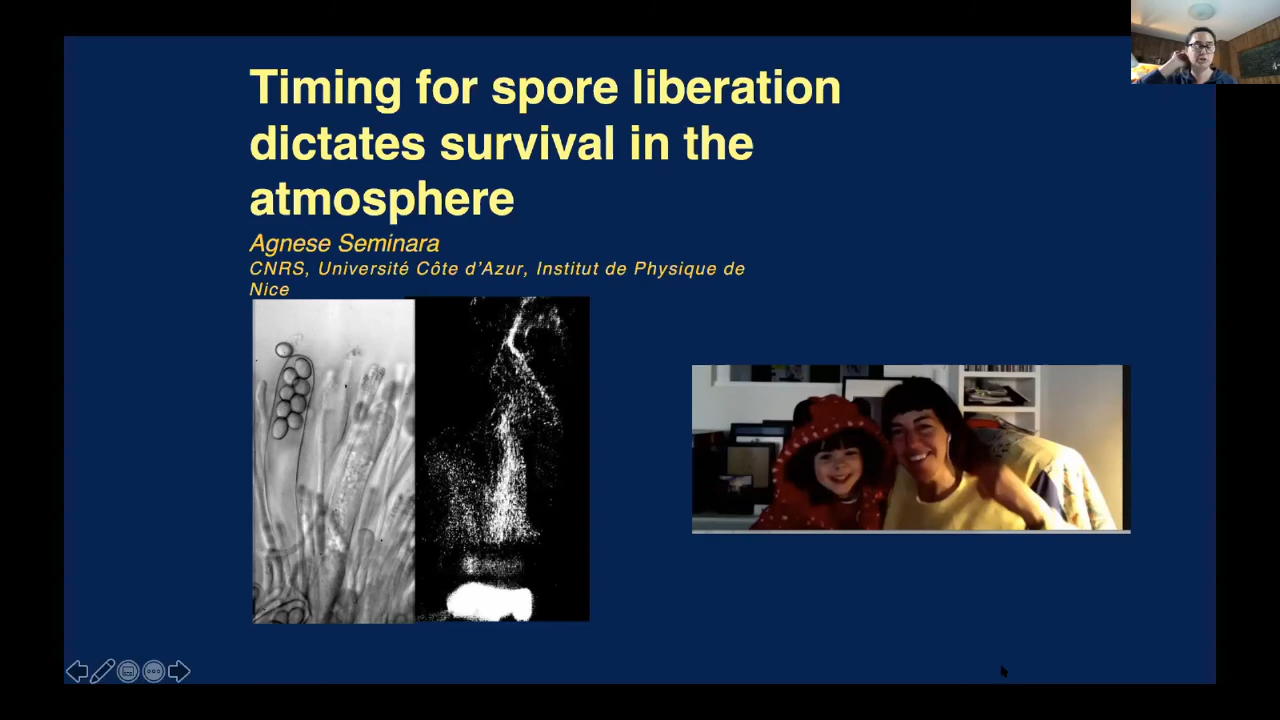 Timing for spore liberation
dictates survival in the
atmosphere
Agnese Seminara
CNRS, Université Côte d’Azur, Institut de Physique de
Nice